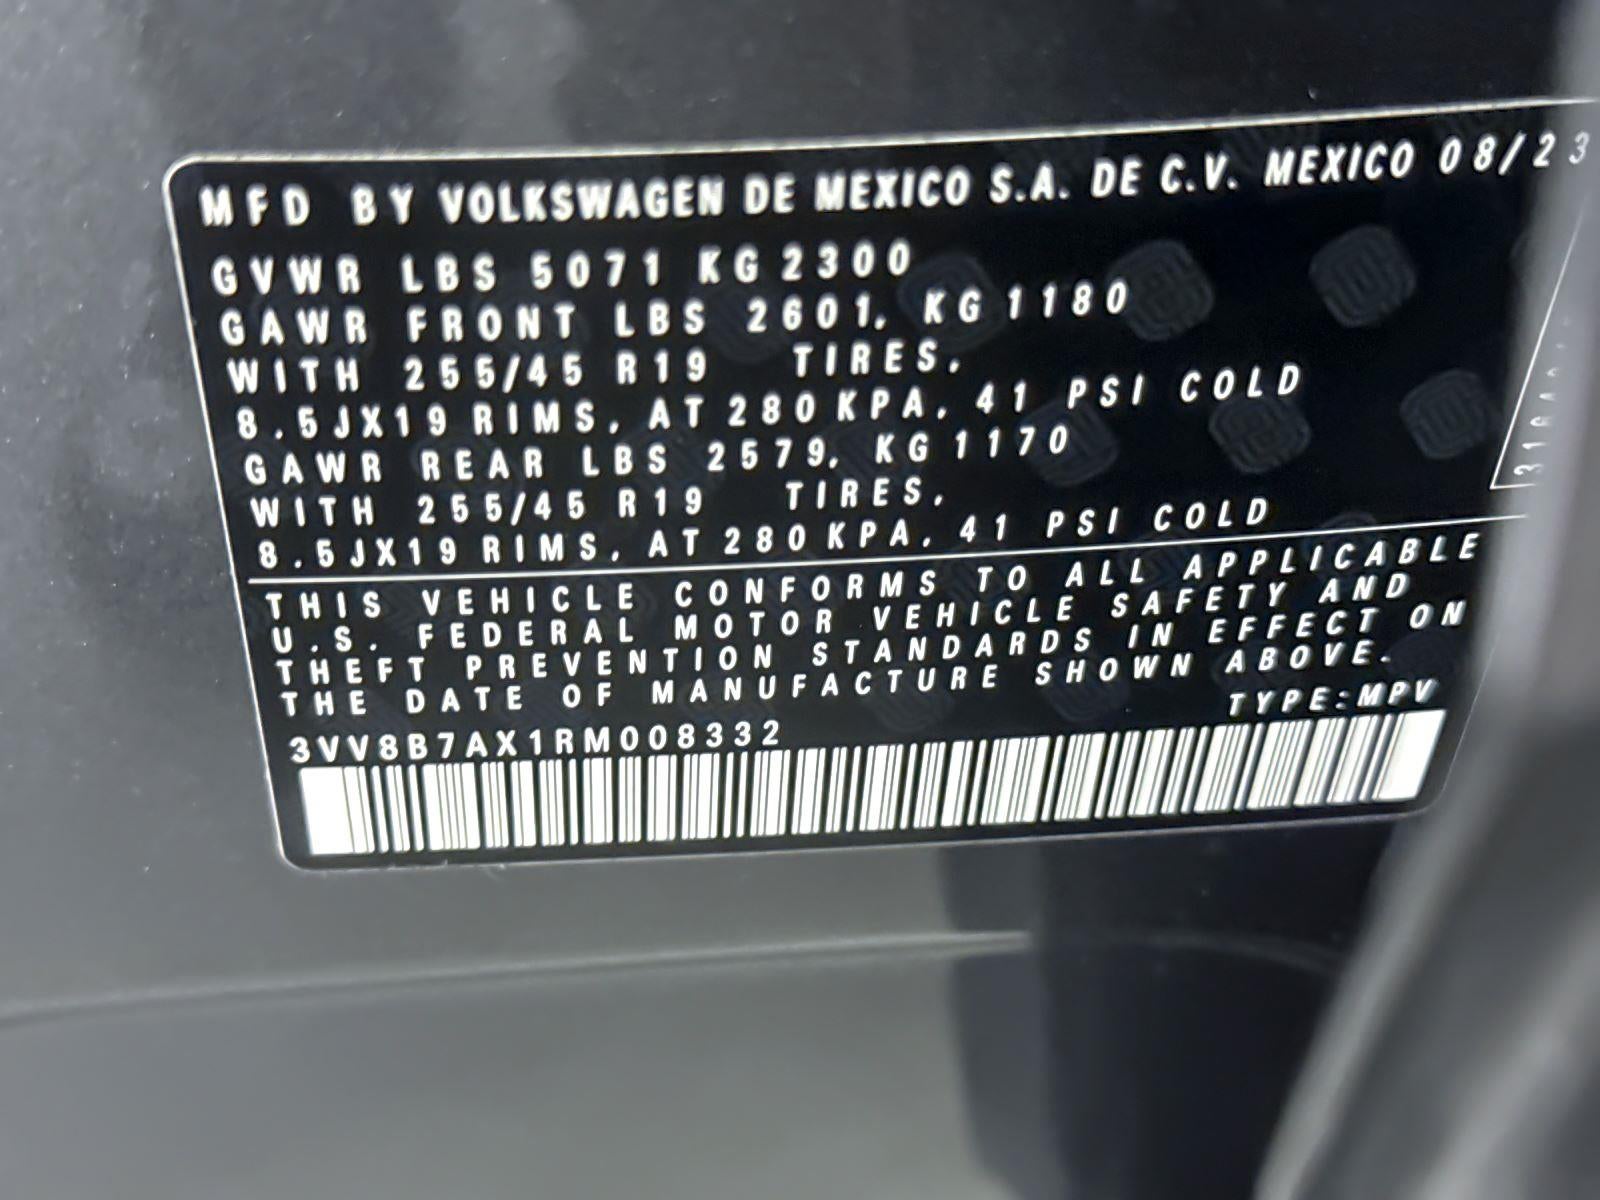 MFD BY VOLKSWAGEN DE MEXICO S.A. DE C.V. MEXICO 08/23
GVWR LBS 5071 KG 2300
GAWR FRONT LBS 2601, KG 1180
WITH 255/45 R19 TIRES,
8.5JX19 RIMS, AT 280 KPA, 41 PSI COLD
GAWR REAR LBS 2579, KG 1170
WITH 255/45 R19 TIRES,
8.5JX19 RIMS, AT 280 KPA, 41 PSI COLD
THIS VEHICLE CONFORMS TO ALL APPLICABLE
U.S. FEDERAL MOTOR VEHICLE SAFETY AND
THEFT PREVENTION STANDARDS IN EFFECT ON
THE DATE OF MANUFACTURE SHOWN ABOVE.
3VV8B7AX1RM008332 TYPE:MPV